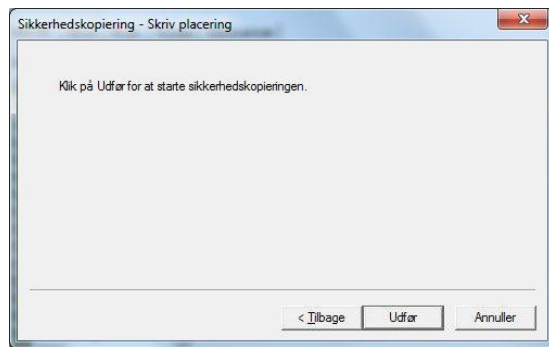 Sikkerhedskopiering - Skriv placering
Klik på Udfør for at starte sikkerhedskopieringen.
< Tilbage Udfør Annuller